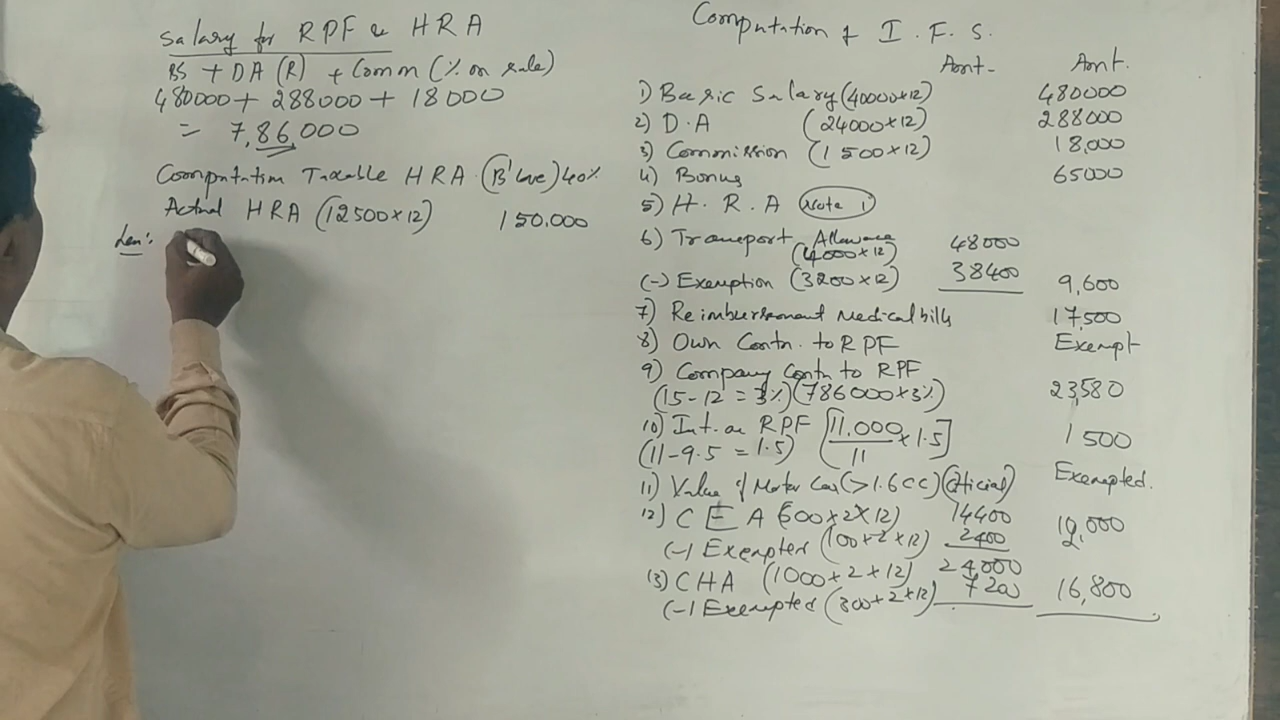 Salary for RPF & HRA
BS + DA (R) + Comm (% on sale)
480000 + 288000 + 18000
= 7,86,000
Computation Taxable HRA (B'lore) 40%
Actual HRA (12500×12) 150.000
Les:
Computation of I.F.S.
Amt. Amt.
1) Basic Salary (40000×12) 480000
2) D.A (24000×12) 288000
3) Commission (1500×12) 18,000
4) Bonus 65000
5) H.R.A (Note 1)
6) Transport Allowance 48000
(4000×12)
(-) Exemption (3200×12) 38400 9,600
7) Reimbursement Medical bills 17,500
8) Own Contn. to RPF Exempt
9) Company Contn to RPF
(15-12 = 3%) (786000×3%) 23,580
10) Int. on RPF [11.000/11 × 1.5] 1500
(11-9.5 = 1.5)
11) Value of Motor Car (>1.6CC) (Official) Exempted.
12) C E A (600×2×12) 14400 12,000
(-) Exempted (100×2×12) 2400
13) CHA (1000×2×12) 24,000
(-) Exempted (300×2×12) 7200 16,800